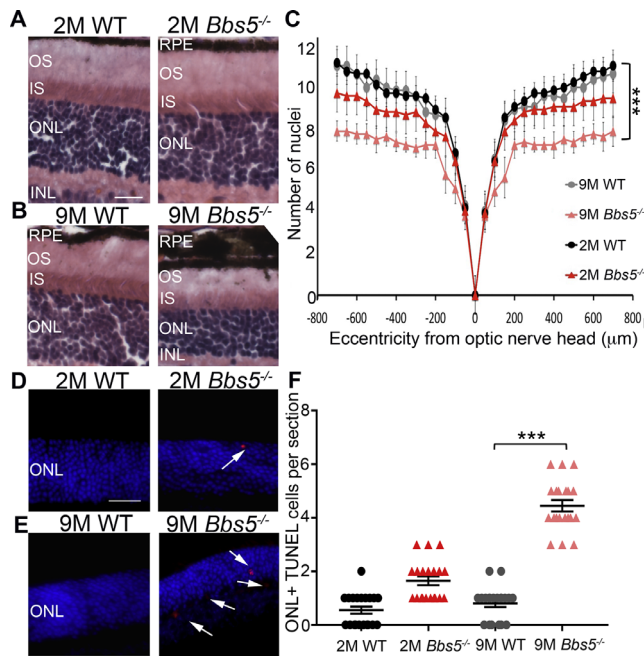 A
2M WT
2M Bbs5-/-
RPE
OS
OS
IS
IS
ONL
ONL
INL
B
9M WT
9M Bbs5-/-
RPE
RPE
OS
OS
IS
IS
ONL
ONL
INL
C
Number of nuclei
12
10
8
6
4
2
0
****
9M WT
9M Bbs5-/-
2M WT
2M Bbs5-/-
-800
-600
-400
-200
0
200
400
600
800
Eccentricity from optic nerve head (µm)
D
2M WT
2M Bbs5-/-
ONL
E
9M WT
9M Bbs5-/-
ONL
F
ONL+ TUNEL cells per section
8
6
4
2
0
***
2M WT
2M Bbs5-/-
9M WT
9M Bbs5-/-